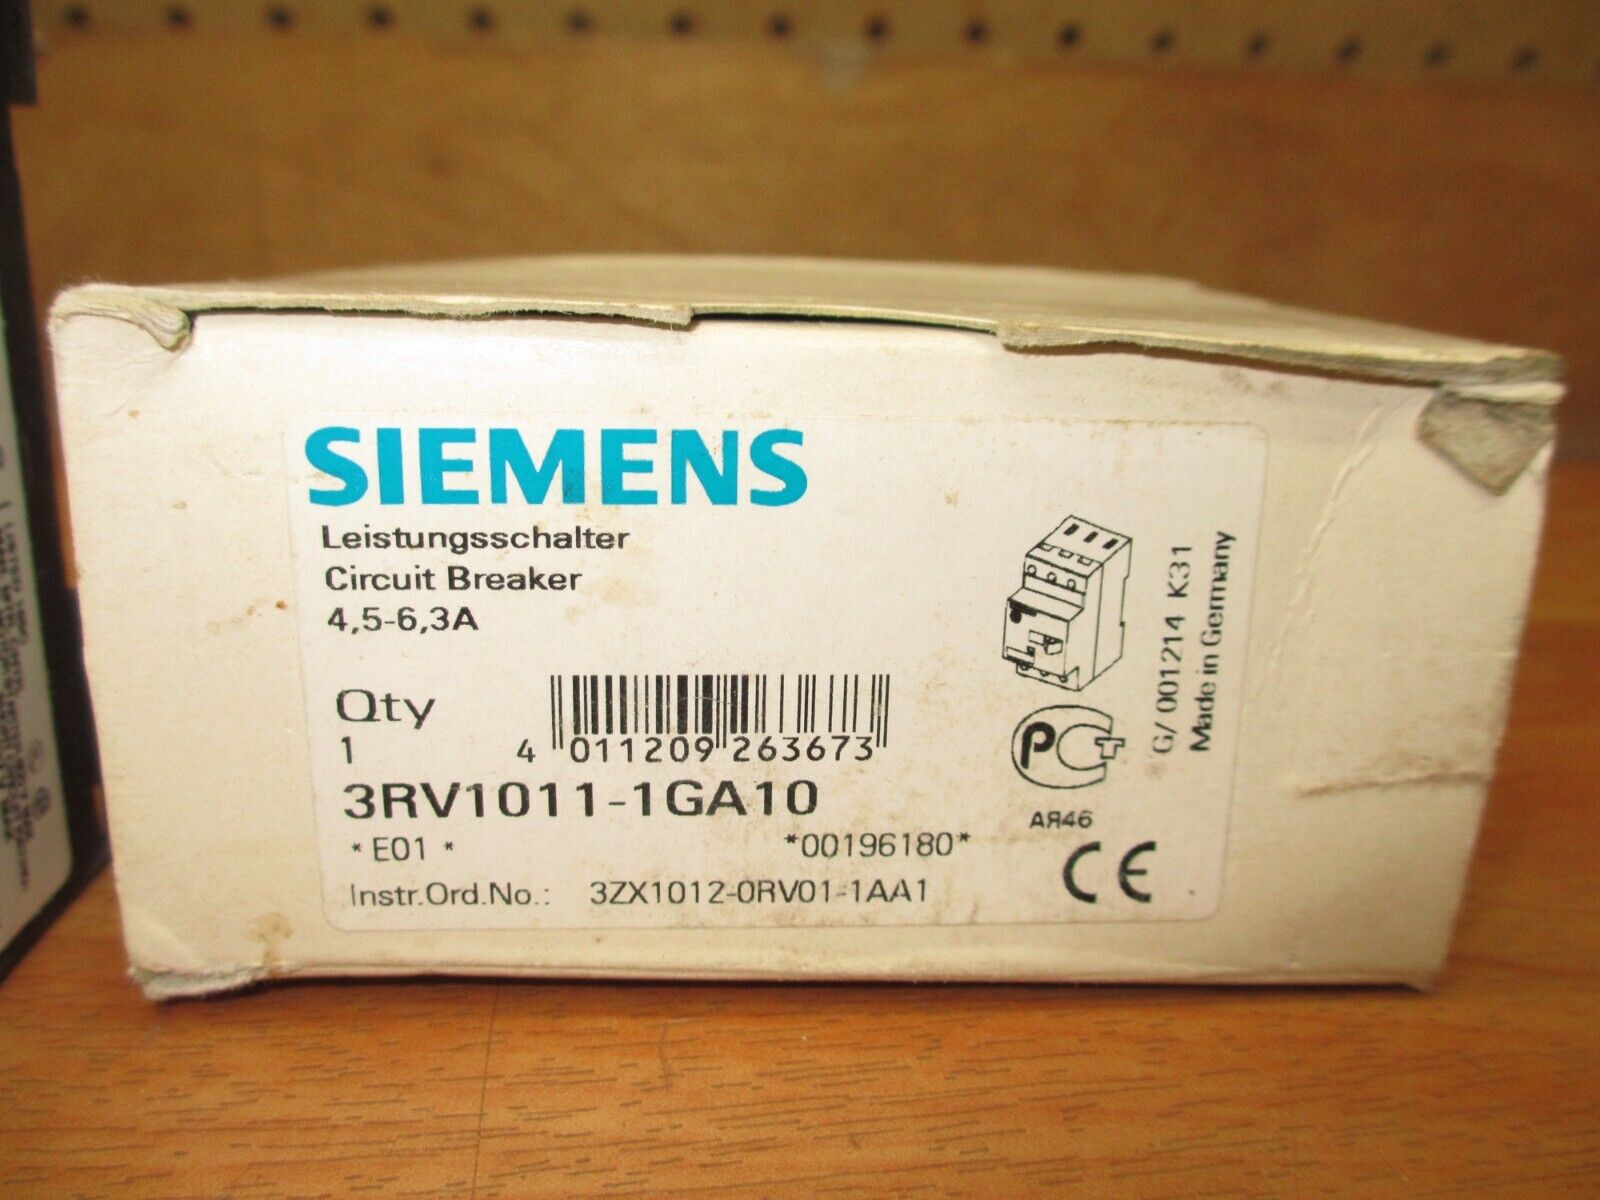 SIEMENS
Leistungsschalter
Circuit Breaker
4,5-6,3A
Qty
1
4 011209 263673
3RV1011-1GA10
* E01 *
*00196180*
Instr.Ord.No.: 3ZX1012-0RV01-1AA1
АЯ46
CE
G/ 001214 K31
Made in Germany